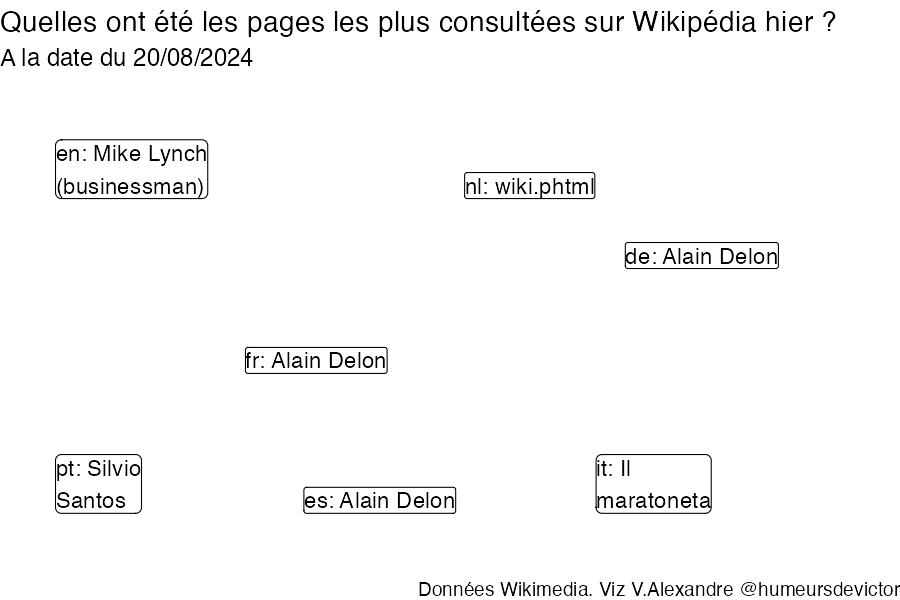 Quelles ont été les pages les plus consultées sur Wikipédia hier ?
A la date du 20/08/2024
en: Mike Lynch
(businessman)
nl: wiki.phtml
de: Alain Delon
fr: Alain Delon
pt: Silvio
Santos
es: Alain Delon
it: Il
maratoneta
Données Wikimedia. Viz V.Alexandre @humeursdevictor